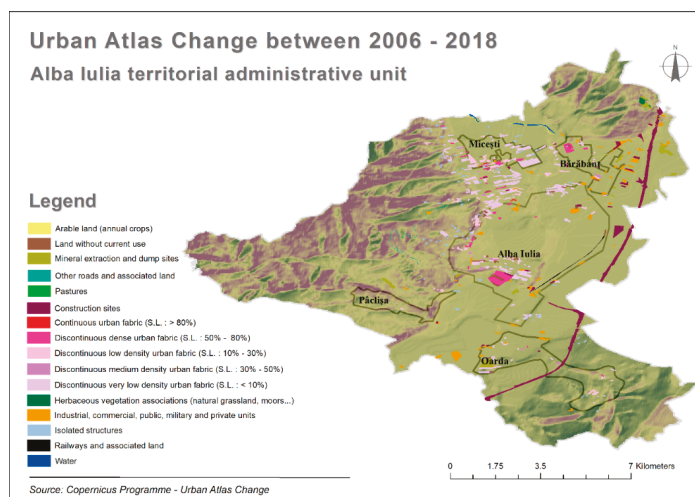 Urban Atlas Change between 2006 - 2018
Alba Iulia territorial administrative unit
N
Miceşti
Bărăbanţ
Legend
Arable land (annual crops)
Land without current use
Mineral extraction and dump sites
Other roads and associated land
Pastures
Construction sites
Continuous urban fabric (S.L. : > 80%)
Discontinuous dense urban fabric (S.L. : 50% - 80%)
Discontinuous low density urban fabric (S.L. : 10% - 30%)
Discontinuous medium density urban fabric (S.L. : 30% - 50%)
Discontinuous very low density urban fabric (S.L. : < 10%)
Herbaceous vegetation associations (natural grassland, moors...)
Industrial, commercial, public, military and private units
Isolated structures
Railways and associated land
Water
Alba Iulia
Pâclişa
Oarda
0 1.75 3.5 7 Kilometers
Source: Copernicus Programme - Urban Atlas Change